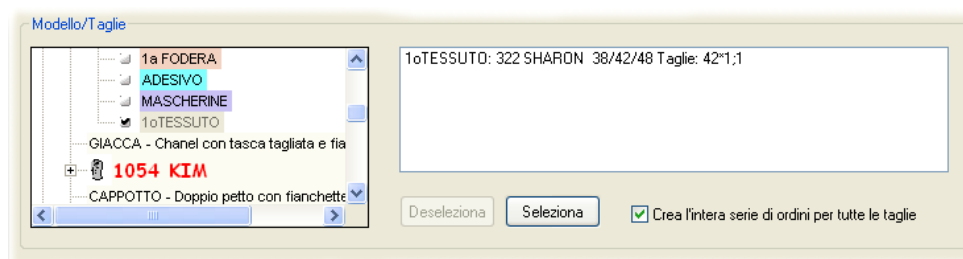 Modello/Taglie
1a FODERA
ADESIVO
MASCHERINE
1oTESSUTO
GIACCA - Chanel con tasca tagliata e fia
1054 KIM
CAPPOTTO - Doppio petto con fianchette
1oTESSUTO: 322 SHARON 38/42/48 Taglie: 42*1;1
Deseleziona
Seleziona
Crea l'intera serie di ordini per tutte le taglie